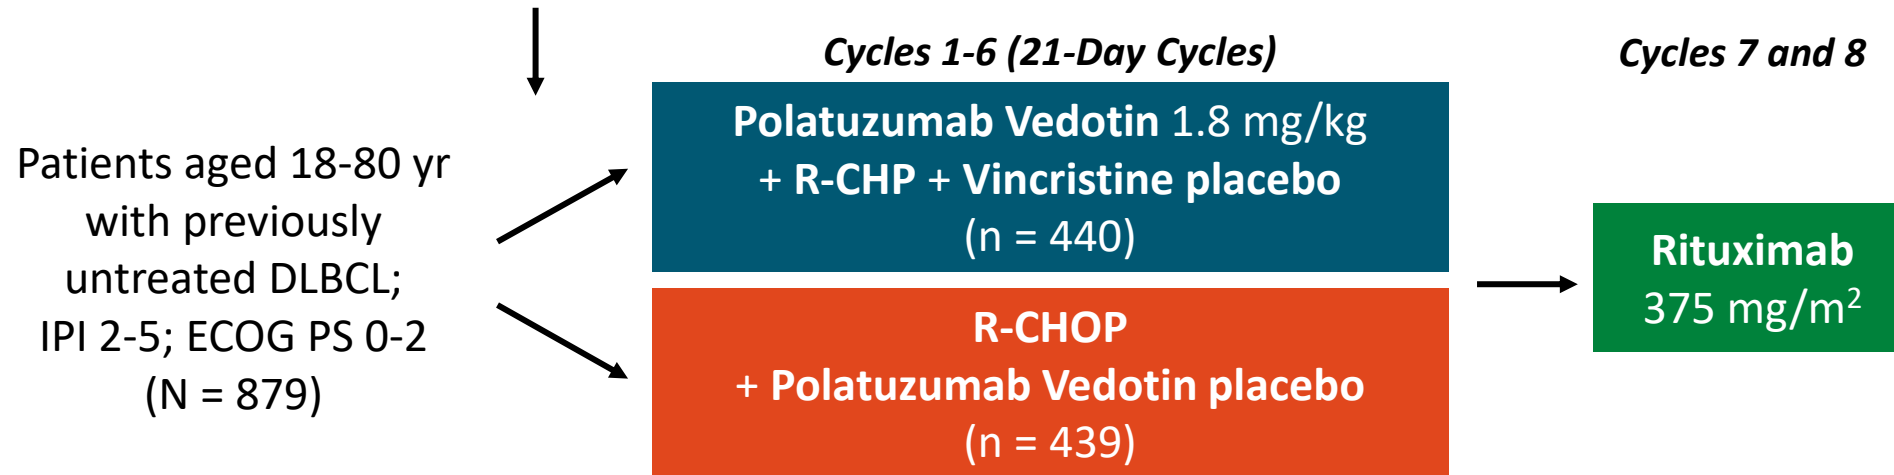 Cycles 1-6 (21-Day Cycles)
Cycles 7 and 8
Patients aged 18-80 yr
with previously
untreated DLBCL;
IPI 2-5; ECOG PS 0-2
(N = 879)
Polatuzumab Vedotin 1.8 mg/kg
+ R-CHP + Vincristine placebo
(n = 440)
R-CHOP
+ Polatuzumab Vedotin placebo
(n = 439)
Rituximab
375 mg/m²